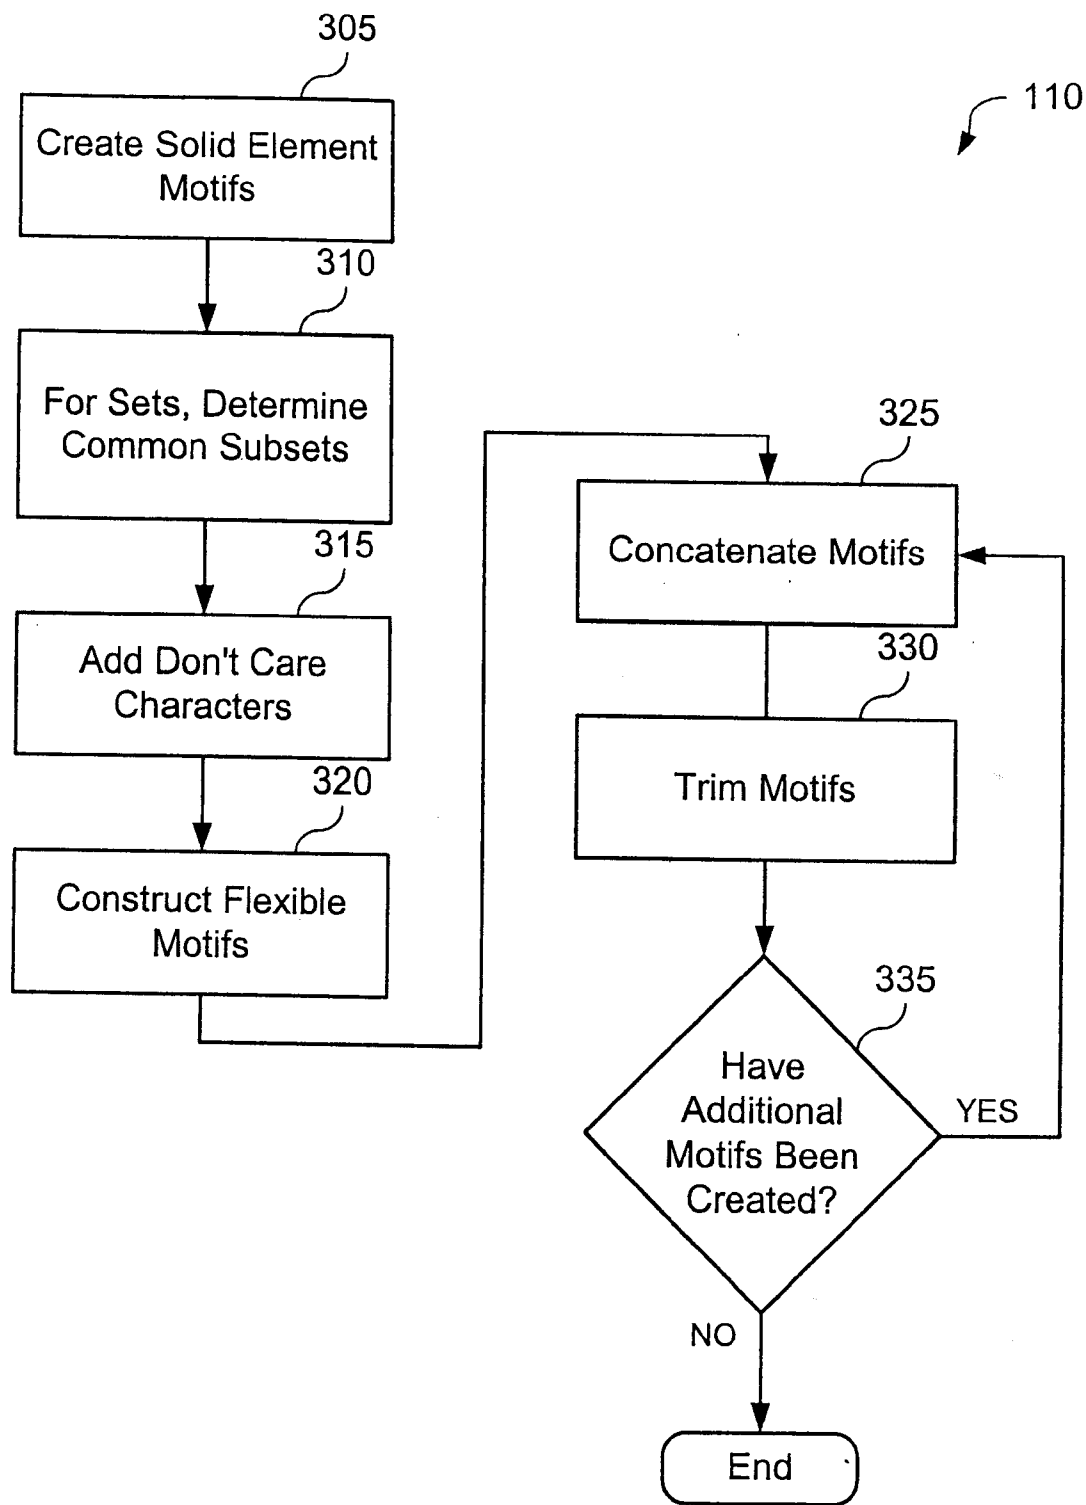 305
Create Solid Element
Motifs
310
For Sets, Determine
Common Subsets
315
Add Don't Care
Characters
320
Construct Flexible
Motifs
110
325
Concatenate Motifs
330
Trim Motifs
335
Have
Additional
Motifs Been
Created?
YES
NO
End